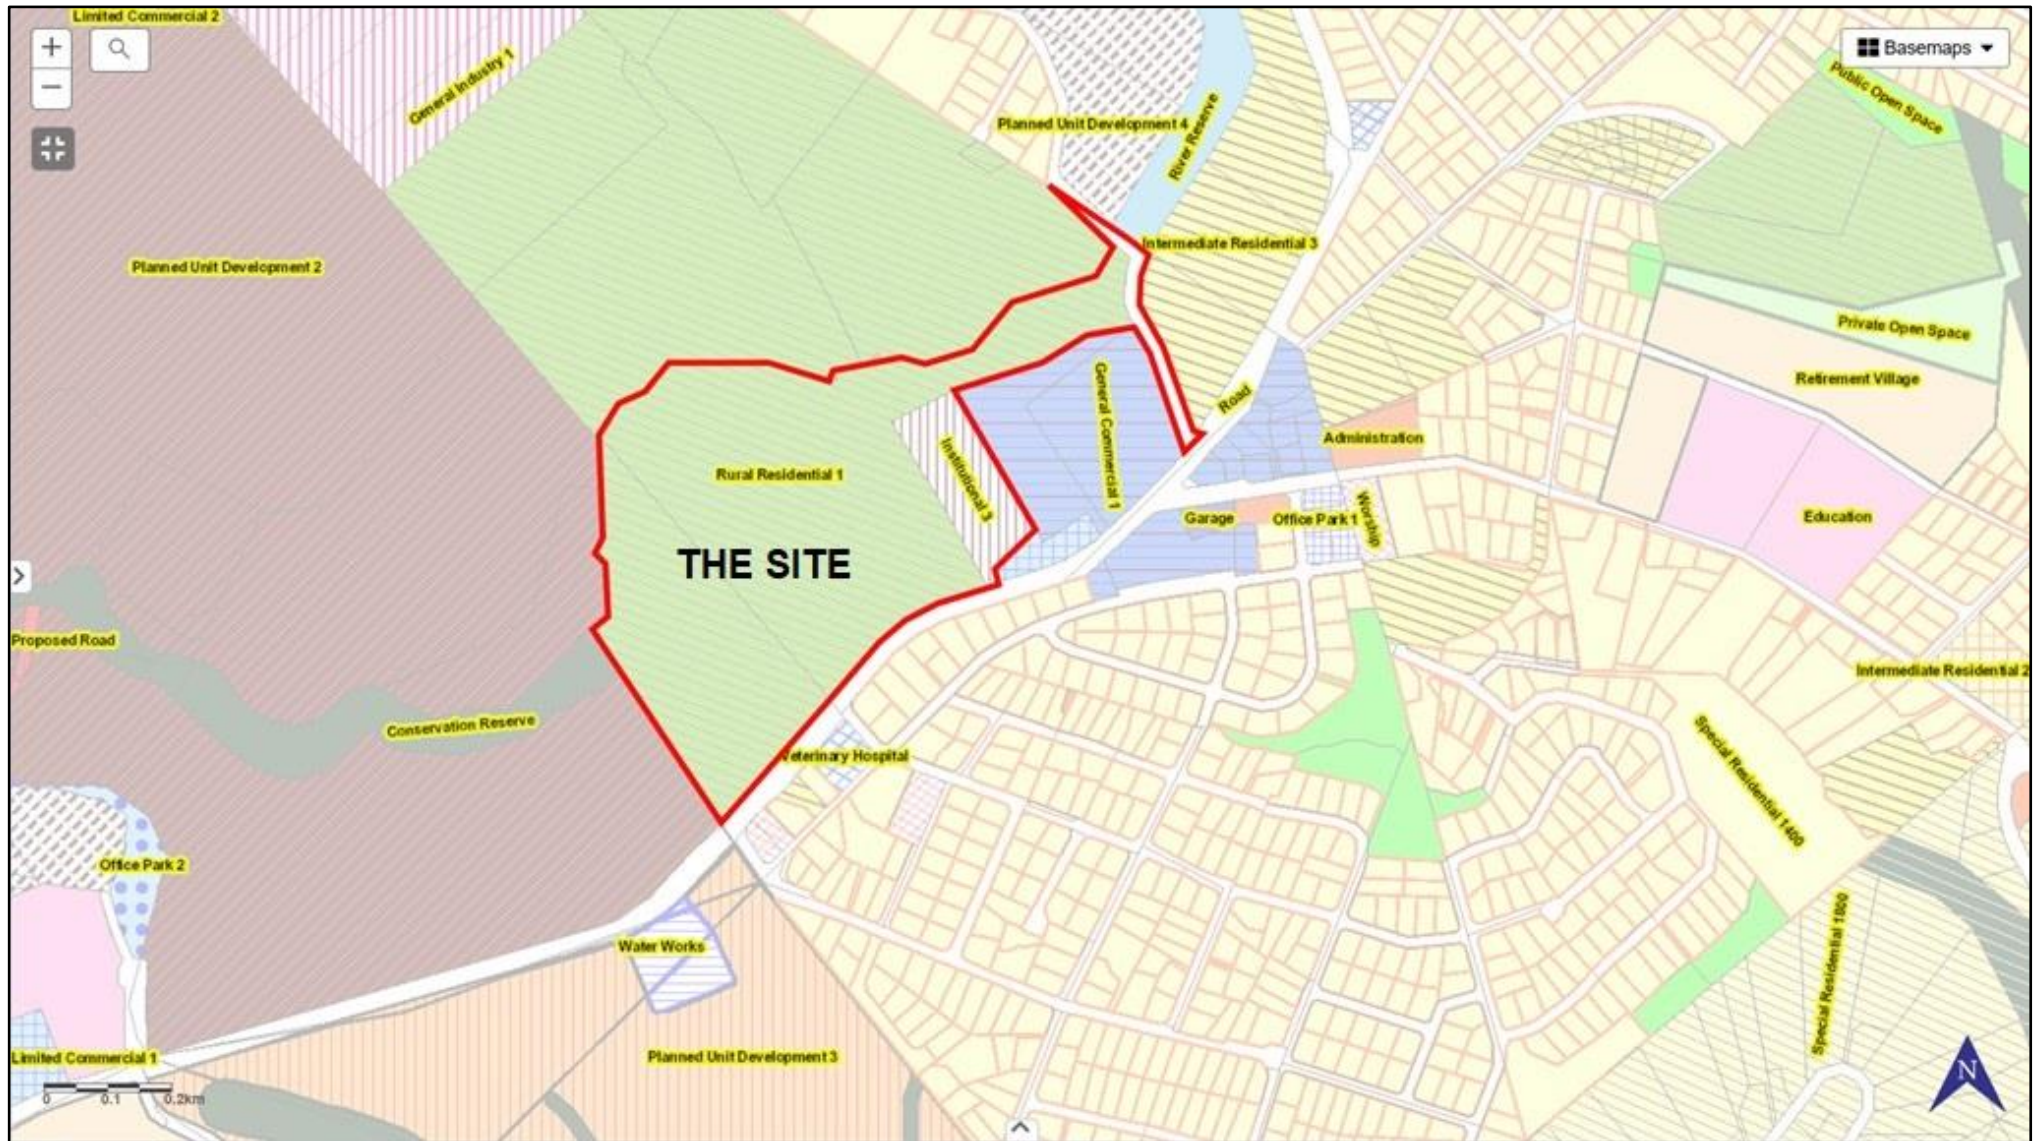 Limited Commercial 2
Basemaps
General Industry 1
Public Open Space
Planned Unit Development 4
River Reserve
Intermediate Residential 3
Planned Unit Development 2
Private Open Space
Retirement Village
General Commercial 1
Road
Administration
Rural Residential 1
Institutional 3
Garage
Office Park 1
Worship
Education
THE SITE
Proposed Road
Intermediate Residential 2
Conservation Reserve
Veterinary Hospital
Special Residential 1400
Office Park 2
Water Works
Special Residential 1800
Limited Commercial 1
Planned Unit Development 3
0 0.1 0.2km
N